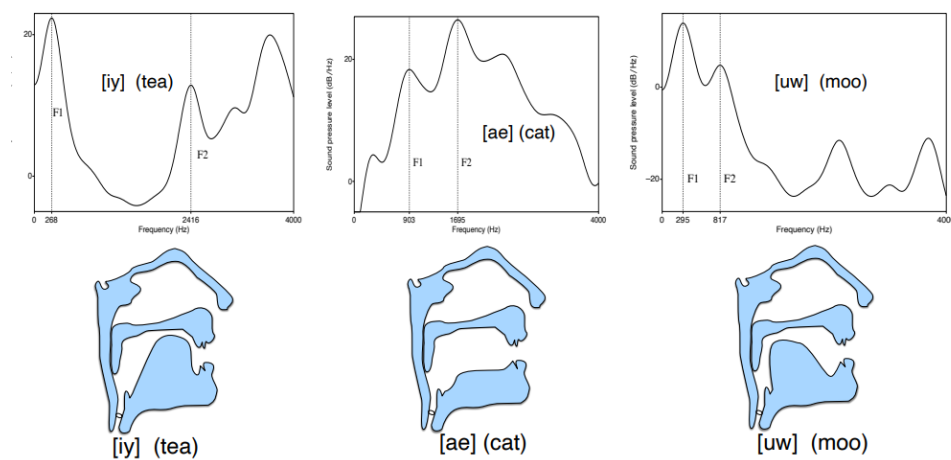 20
0
[iy] (tea)
F1
F2
0
268
2416
4000
Frequency (Hz)
Sound pressure level (dB/Hz)
20
0
[ae] (cat)
F1
F2
0
903
1695
4000
Frequency (Hz)
Sound pressure level (dB/Hz)
0
−20
[uw] (moo)
F1
F2
0
295
817
Frequency (Hz)
[iy] (tea)
[ae] (cat)
[uw] (moo)